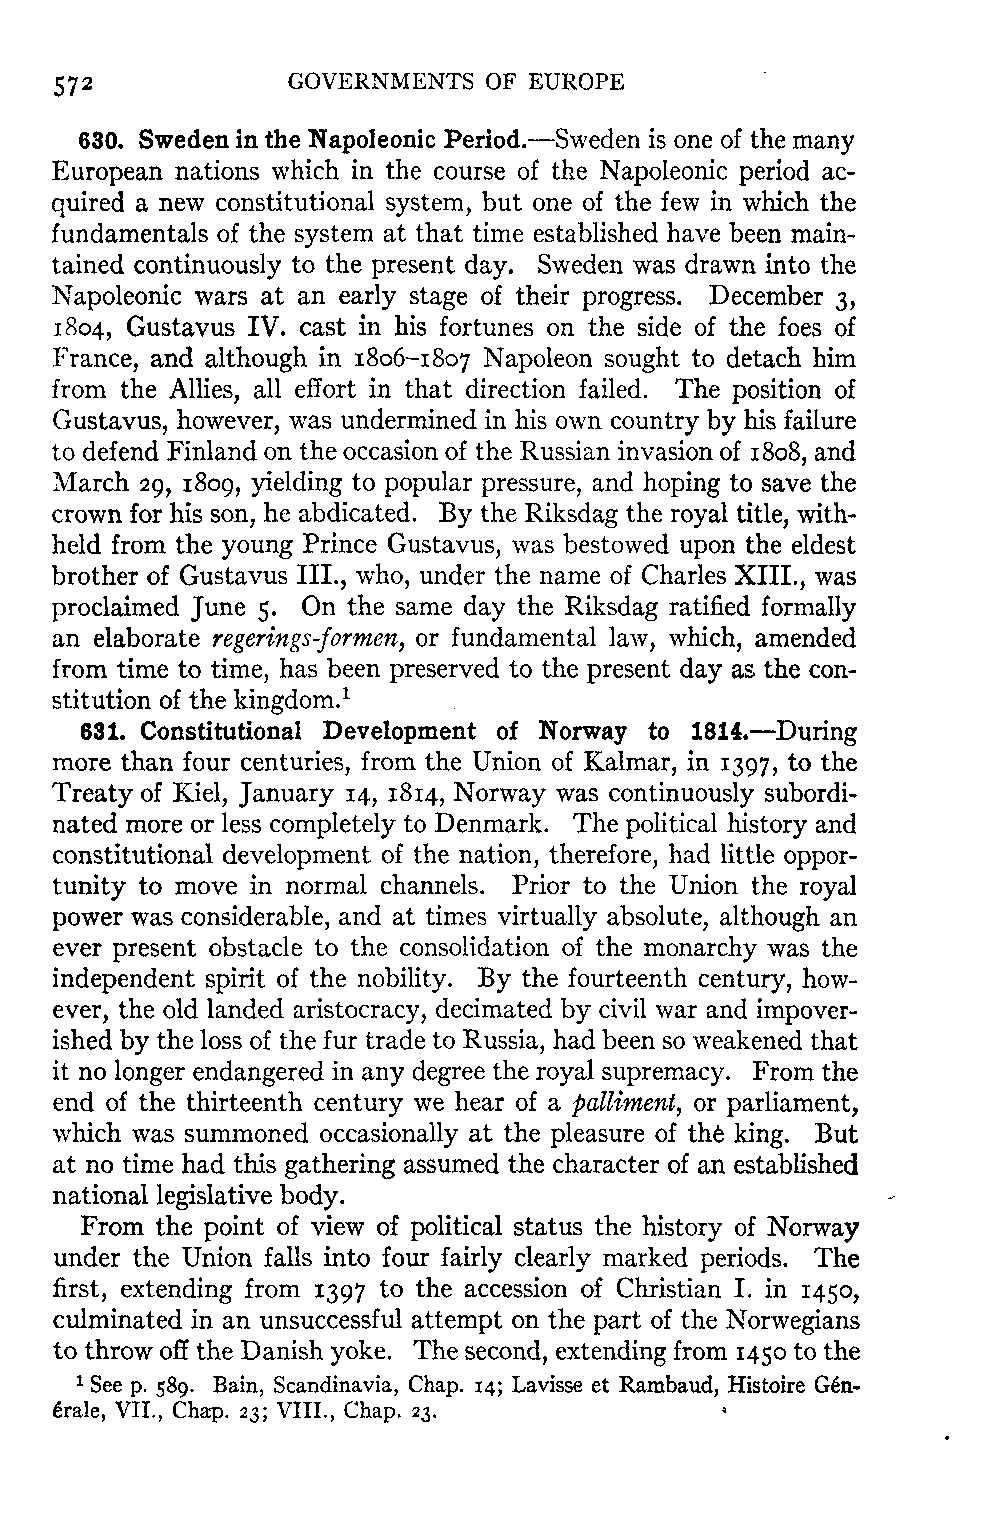 572 GOVERNMENTS OF EUROPE
630. Sweden in the Napoleonic Period.—Sweden is one of the many
European nations which in the course of the Napoleonic period ac-
quired a new constitutional system, but one of the few in which the
fundamentals of the system at that time established have been main-
tained continuously to the present day. Sweden was drawn into the
Napoleonic wars at an early stage of their progress. December 3,
1804, Gustavus IV. cast in his fortunes on the side of the foes of
France, and although in 1806–1807 Napoleon sought to detach him
from the Allies, all effort in that direction failed. The position of
Gustavus, however, was undermined in his own country by his failure
to defend Finland on the occasion of the Russian invasion of 1808, and
March 29, 1809, yielding to popular pressure, and hoping to save the
crown for his son, he abdicated. By the Riksdag the royal title, with-
held from the young Prince Gustavus, was bestowed upon the eldest
brother of Gustavus III., who, under the name of Charles XIII., was
proclaimed June 5. On the same day the Riksdag ratified formally
an elaborate regerings-formen, or fundamental law, which, amended
from time to time, has been preserved to the present day as the con-
stitution of the kingdom.¹
631. Constitutional Development of Norway to 1814.—During
more than four centuries, from the Union of Kalmar, in 1397, to the
Treaty of Kiel, January 14, 1814, Norway was continuously subordi-
nated more or less completely to Denmark. The political history and
constitutional development of the nation, therefore, had little oppor-
tunity to move in normal channels. Prior to the Union the royal
power was considerable, and at times virtually absolute, although an
ever present obstacle to the consolidation of the monarchy was the
independent spirit of the nobility. By the fourteenth century, how-
ever, the old landed aristocracy, decimated by civil war and impover-
ished by the loss of the fur trade to Russia, had been so weakened that
it no longer endangered in any degree the royal supremacy. From the
end of the thirteenth century we hear of a palliment, or parliament,
which was summoned occasionally at the pleasure of the king. But
at no time had this gathering assumed the character of an established
national legislative body.
From the point of view of political status the history of Norway
under the Union falls into four fairly clearly marked periods. The
first, extending from 1397 to the accession of Christian I. in 1450,
culminated in an unsuccessful attempt on the part of the Norwegians
to throw off the Danish yoke. The second, extending from 1450 to the
¹ See p. 589. Bain, Scandinavia, Chap. 14; Lavisse et Rambaud, Histoire Gén-
érale, VII., Chap. 23; VIII., Chap. 23.